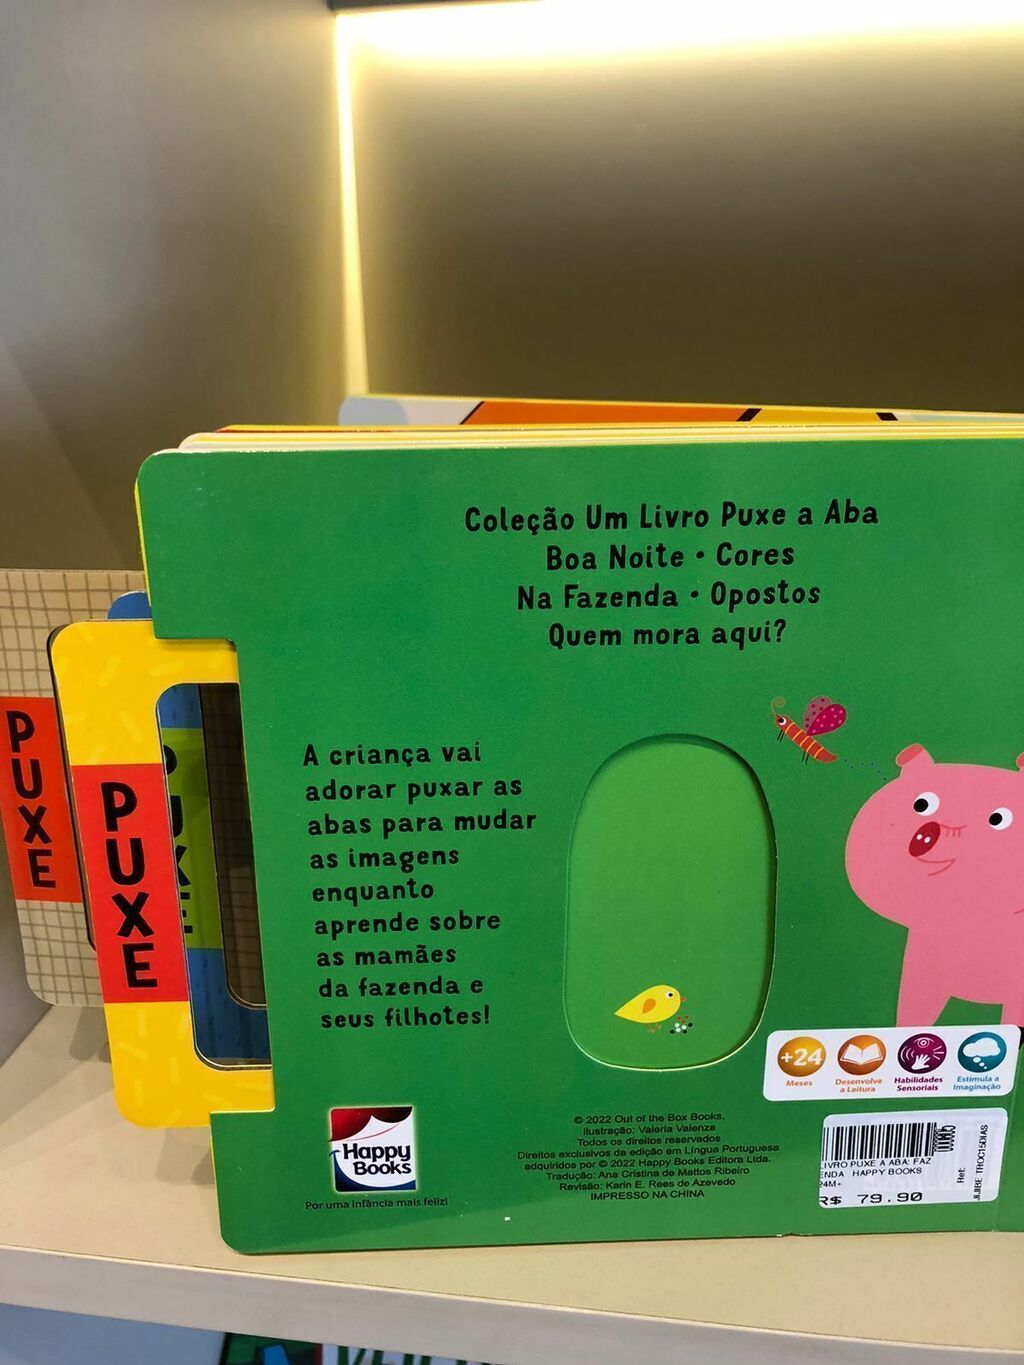 Coleção Um Livro Puxe a Aba
Boa Noite • Cores
Na Fazenda • Opostos
Quem mora aqui?
A criança vai
adorar puxar as
abas para mudar
as imagens
enquanto
aprende sobre
as mamães
da fazenda e
seus filhotes!
PUXE
PUXE
+24
Meses
Desenvolve
a Leitura
Habilidades
Sensoriais
Estimula a
Imaginação
Happy
Books
Por uma infância mais feliz!
© 2022 Out of the Box Books.
Ilustração: Valeria Valenza
Todos os direitos reservados
Direitos exclusivos da edição em Língua Portuguesa
adquiridos por © 2022 Happy Books Editora Ltda.
Tradução: Ana Cristina de Mattos Ribeiro
Revisão: Karin E. Rees de Azevedo
IMPRESSO NA CHINA
LIVRO PUXE A ABA: FAZ
ENDA HAPPY BOOKS
24M+
R$ 79.90
Ref: